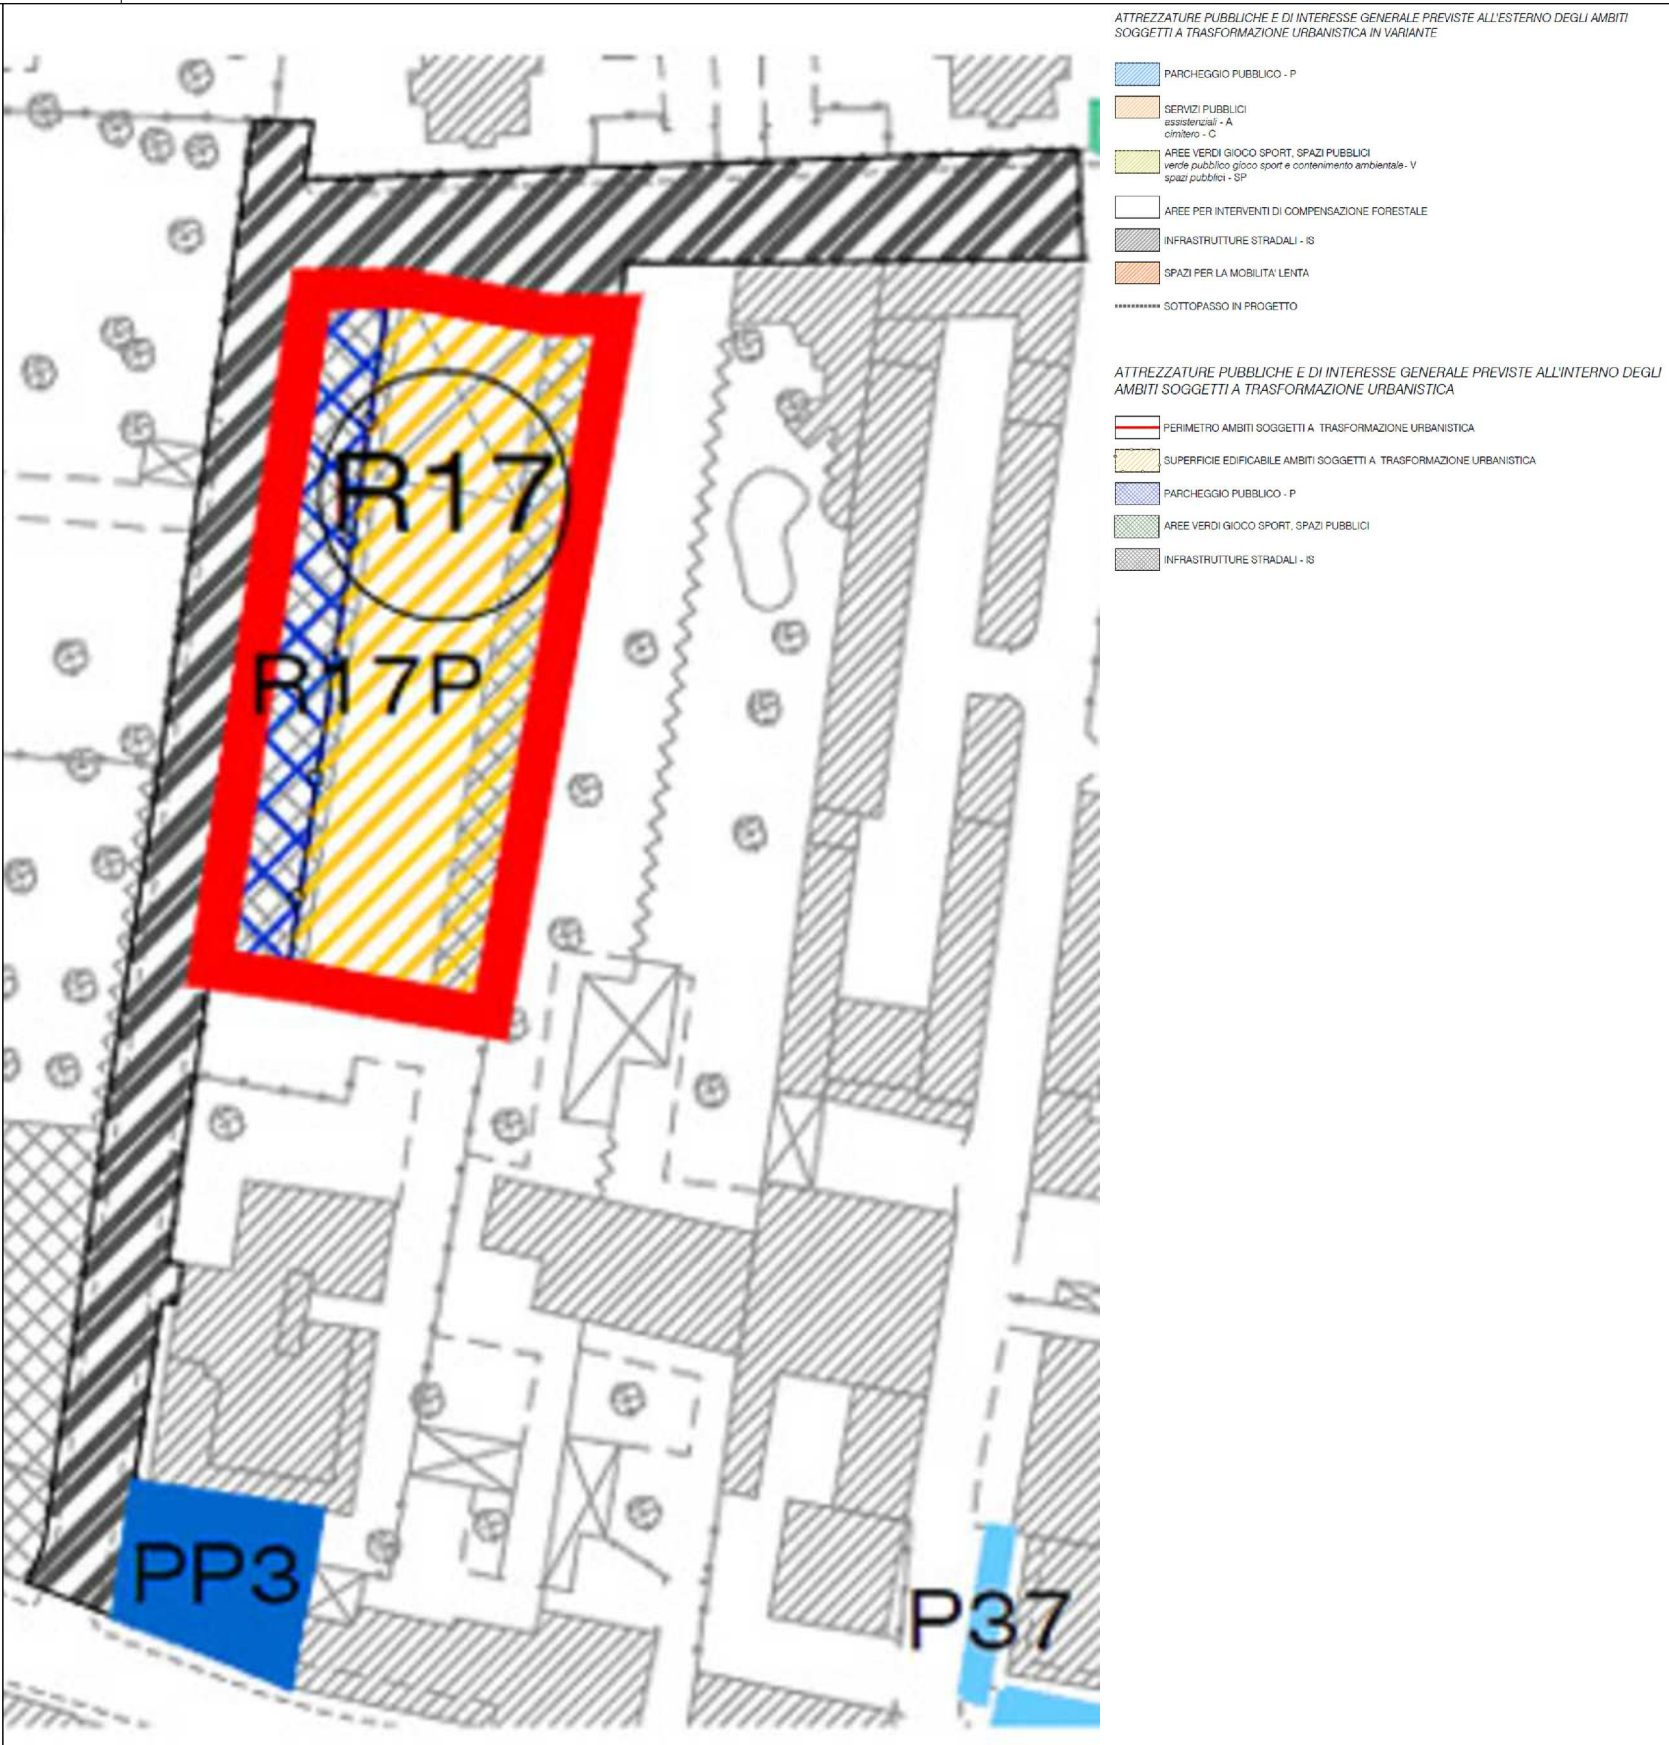 ATTREZZATURE PUBBLICHE E DI INTERESSE GENERALE PREVISTE ALL'ESTERNO DEGLI AMBITI
SOGGETTI A TRASFORMAZIONE URBANISTICA IN VARIANTE
PARCHEGGIO PUBBLICO - P
SERVIZI PUBBLICI
assistenziali - A
cimitero - C
AREE VERDI GIOCO SPORT, SPAZI PUBBLICI
verde pubblico gioco sport e contenimento ambientale- V
spazi pubblici - SP
AREE PER INTERVENTI DI COMPENSAZIONE FORESTALE
INFRASTRUTTURE STRADALI - IS
SPAZI PER LA MOBILITA' LENTA
SOTTOPASSO IN PROGETTO
ATTREZZATURE PUBBLICHE E DI INTERESSE GENERALE PREVISTE ALL'INTERNO DEGLI
AMBITI SOGGETTI A TRASFORMAZIONE URBANISTICA
PERIMETRO AMBITI SOGGETTI A TRASFORMAZIONE URBANISTICA
SUPERFICIE EDIFICABILE AMBITI SOGGETTI A TRASFORMAZIONE URBANISTICA
PARCHEGGIO PUBBLICO - P
AREE VERDI GIOCO SPORT, SPAZI PUBBLICI
INFRASTRUTTURE STRADALI - IS
R17
R17P
PP3
P37